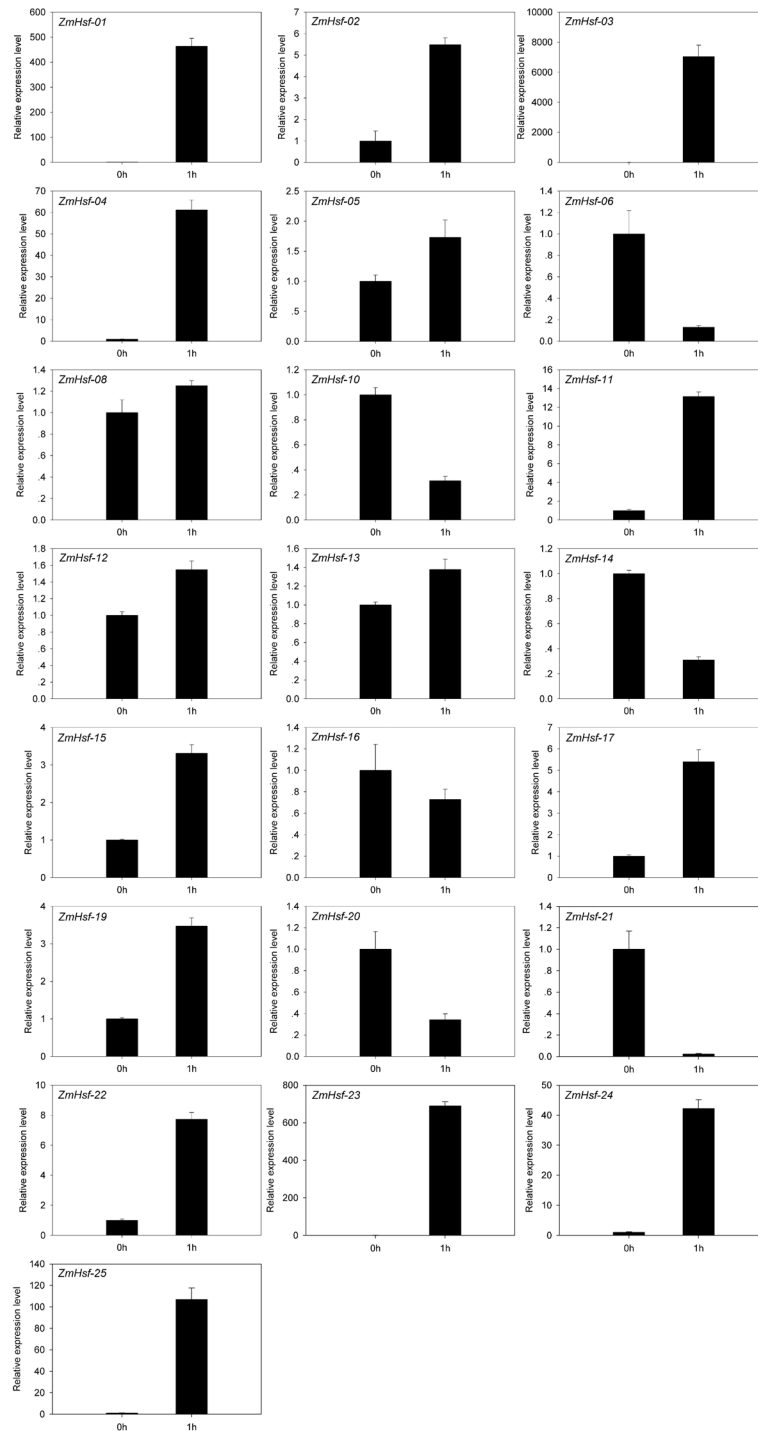 ZmHsf-01
Relative expression level
600
500
400
300
200
100
0
0h 1h
ZmHsf-02
Relative expression level
7
6
5
4
3
2
1
0
0h 1h
ZmHsf-03
Relative expression level
10000
8000
6000
4000
2000
0
0h 1h
ZmHsf-04
Relative expression level
70
60
50
40
30
20
10
0
0h 1h
ZmHsf-05
Relative expression level
2.5
2.0
1.5
1.0
.5
0.0
0h 1h
ZmHsf-06
Relative expression level
1.4
1.2
1.0
.8
.6
.4
.2
0.0
0h 1h
ZmHsf-08
Relative expression level
1.4
1.2
1.0
.8
.6
.4
.2
0.0
0h 1h
ZmHsf-10
Relative expression level
1.2
1.0
.8
.6
.4
.2
0.0
0h 1h
ZmHsf-11
Relative expression level
16
14
12
10
8
6
4
2
0
0h 1h
ZmHsf-12
Relative expression level
1.8
1.6
1.4
1.2
1.0
.8
.6
.4
.2
0.0
0h 1h
ZmHsf-13
Relative expression level
1.6
1.4
1.2
1.0
.8
.6
.4
.2
0.0
0h 1h
ZmHsf-14
Relative expression level
1.2
1.0
.8
.6
.4
.2
0.0
0h 1h
ZmHsf-15
Relative expression level
4
3
2
1
0
0h 1h
ZmHsf-16
Relative expression level
1.4
1.2
1.0
.8
.6
.4
.2
0.0
0h 1h
ZmHsf-17
Relative expression level
7
6
5
4
3
2
1
0
0h 1h
ZmHsf-19
Relative expression level
4
3
2
1
0
0h 1h
ZmHsf-20
Relative expression level
1.4
1.2
1.0
.8
.6
.4
.2
0.0
0h 1h
ZmHsf-21
Relative expression level
1.4
1.2
1.0
.8
.6
.4
.2
0.0
0h 1h
ZmHsf-22
Relative expression level
10
8
6
4
2
0
0h 1h
ZmHsf-23
Relative expression level
800
600
400
200
0
0h 1h
ZmHsf-24
Relative expression level
50
40
30
20
10
0
0h 1h
ZmHsf-25
Relative expression level
140
120
100
80
60
40
20
0
0h 1h